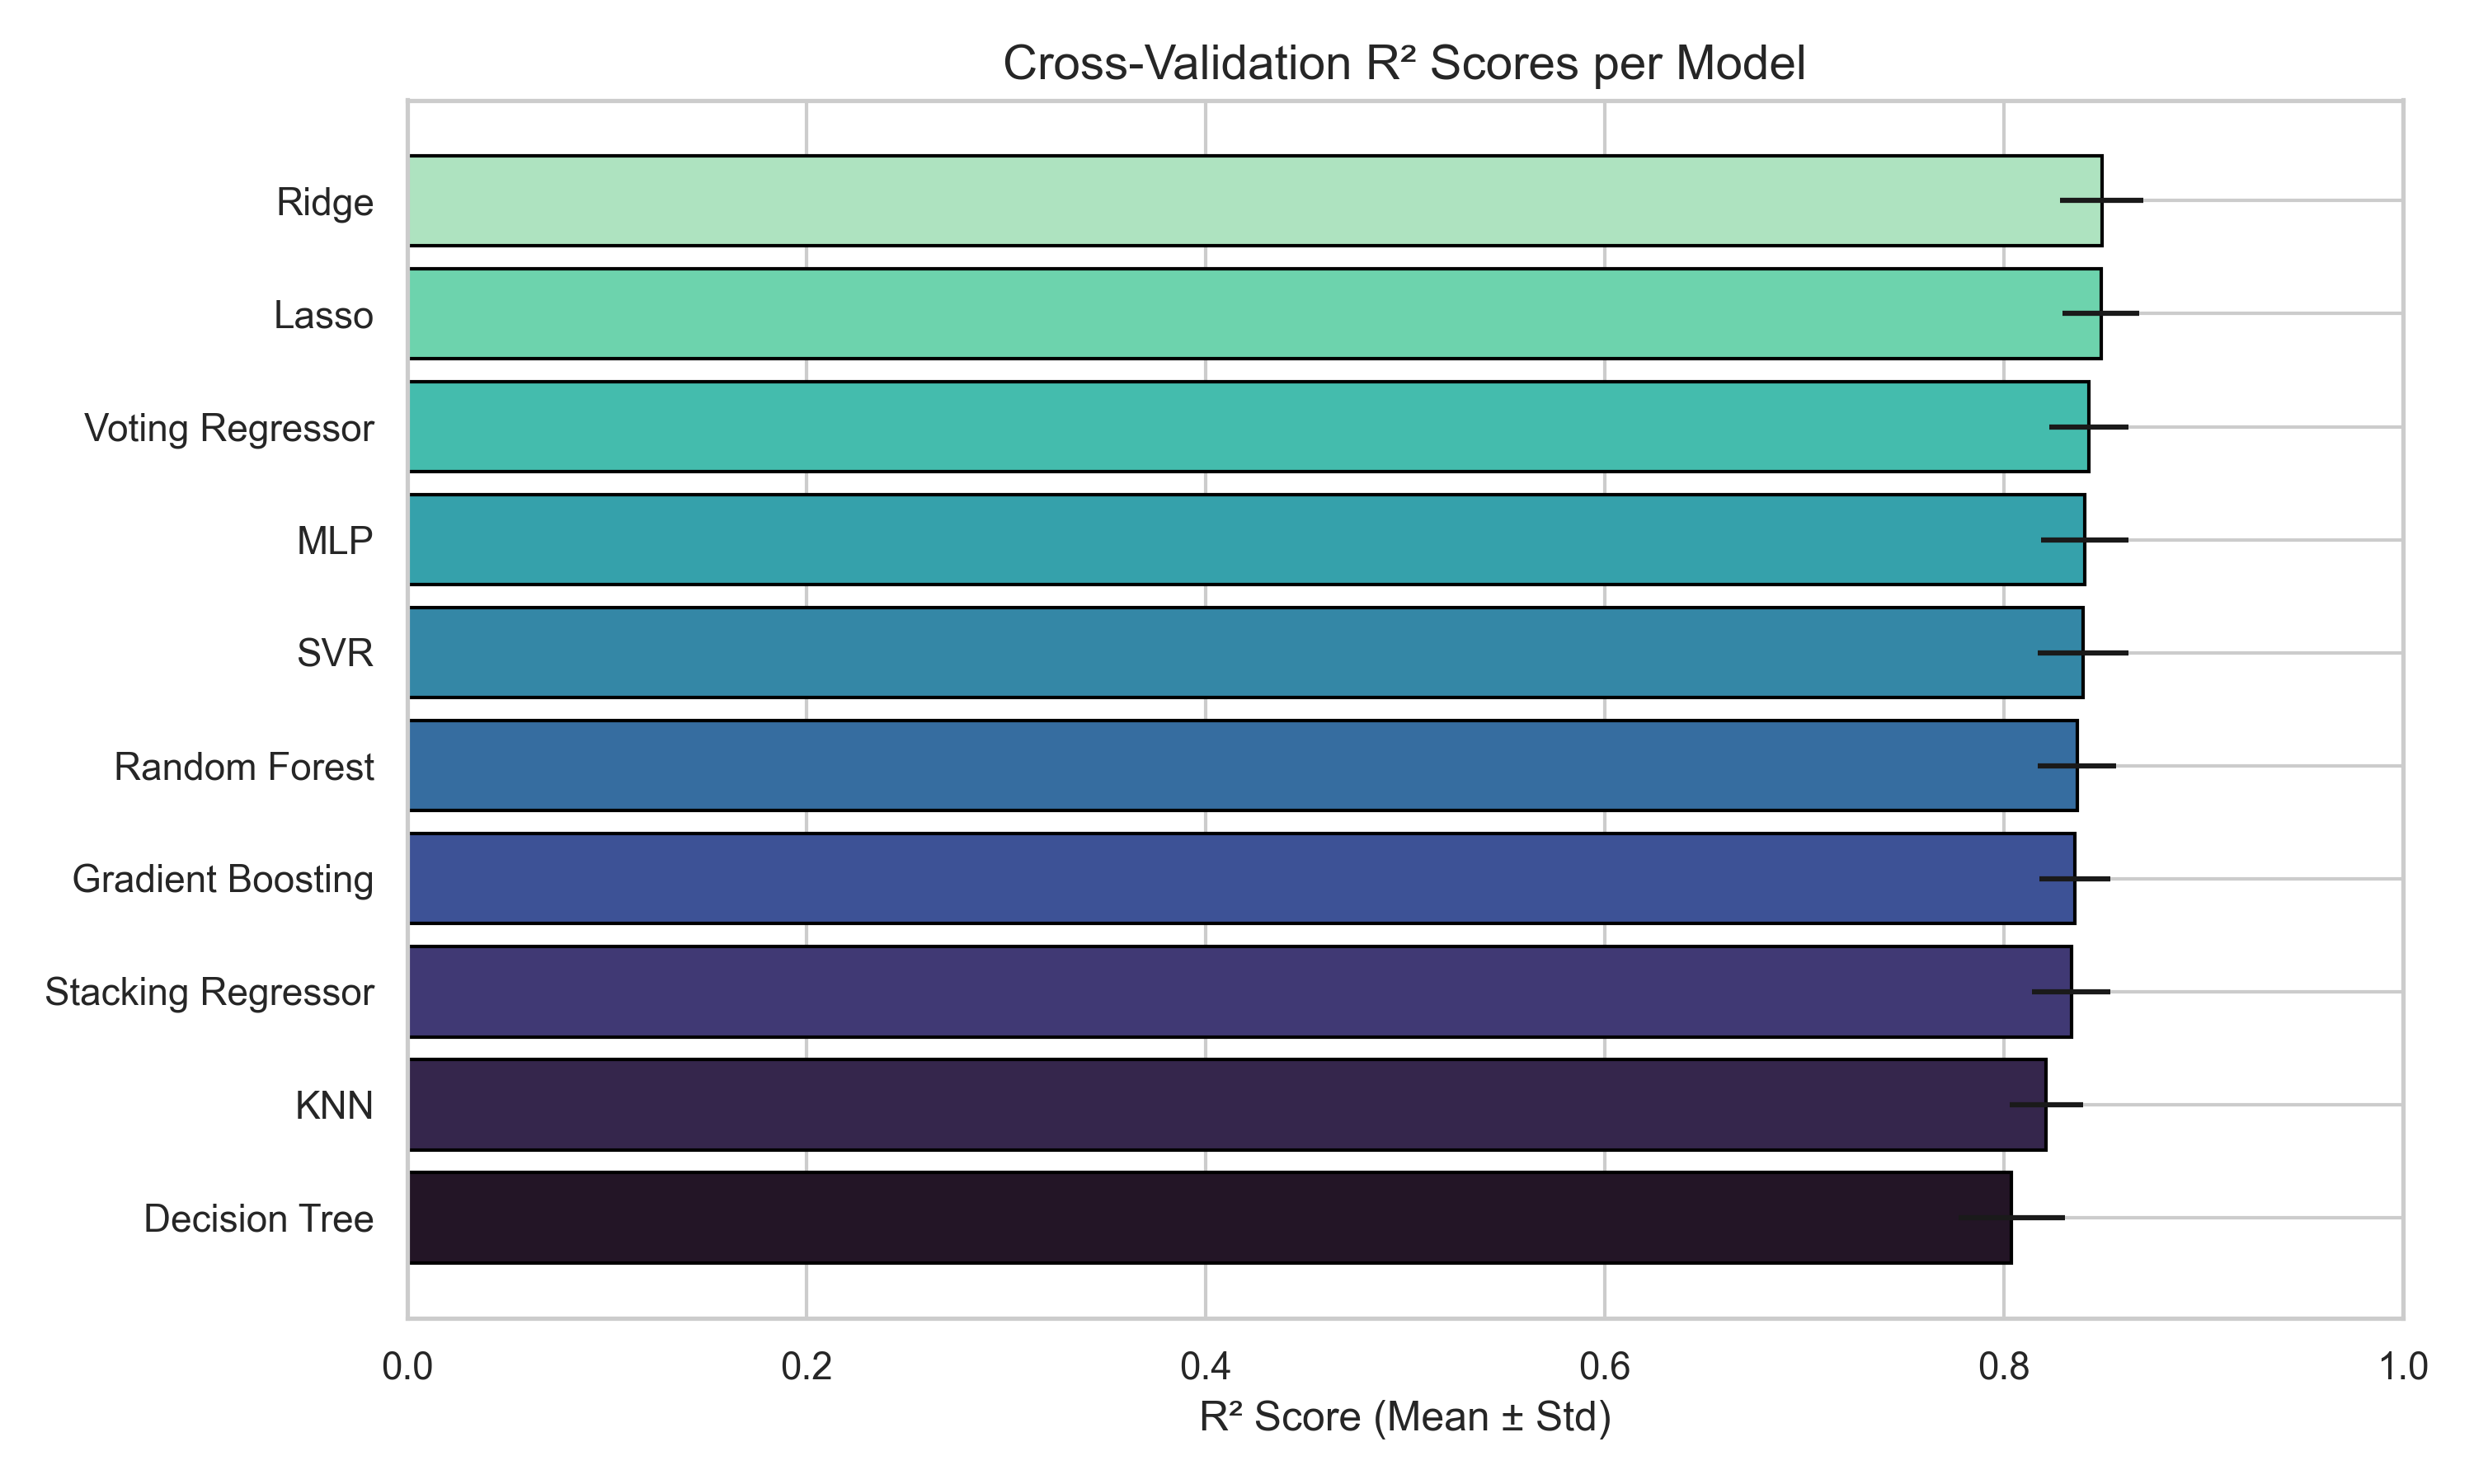 Cross-Validation R² Scores per Model
Ridge
Lasso
Voting Regressor
MLP
SVR
Random Forest
Gradient Boosting
Stacking Regressor
KNN
Decision Tree
0.0 0.2 0.4 0.6 0.8 1.0
R² Score (Mean ± Std)